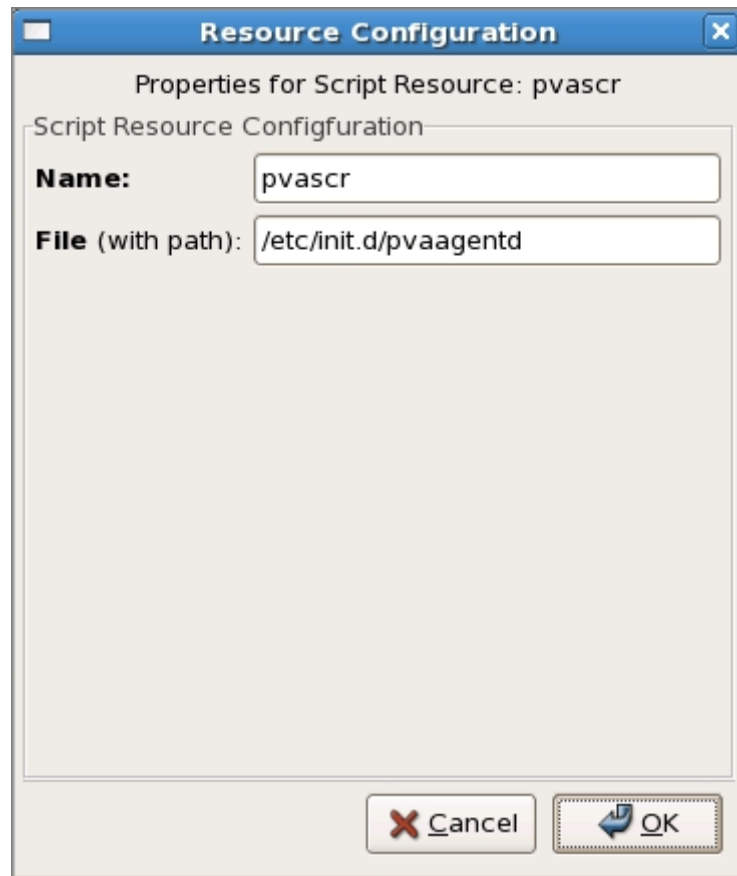 Resource Configuration
Properties for Script Resource: pvascr
Script Resource Configfuration
Name: pvascr
File (with path): /etc/init.d/pvaagentd
Cancel OK